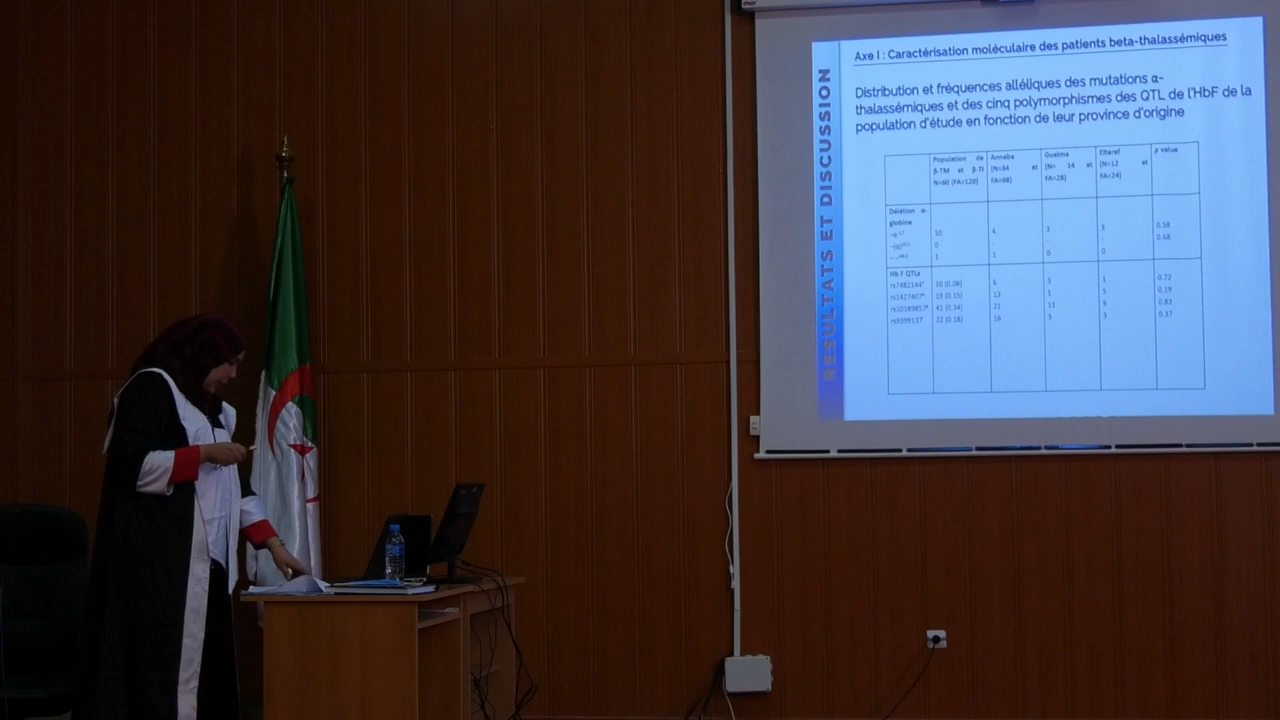 RESULTATS ET DISCUSSION
Axe I : Caractérisation moléculaire des patients beta-thalassémiques
Distribution et fréquences alléliques des mutations α-
thalassémiques et des cinq polymorphismes des QTL de l'HbF de la
population d'étude en fonction de leur province d'origine
Population de β-TM et β-TI N=60 (FA=120) Annaba (N=34 et FA=68) Guelma (N= 14 et FA=28) Eltaref (N=12 et FA=24) p value
Délétion α-
globine
10 4 3 3 0.58
0 - - - 0.68
1 1 0 0
Hb F QTLs
rs7482144 10 (0.08) 6 3 1 0.72
rs1427407 19 (0.15) 13 1 5 0.19
rs10189857 41 (0.34) 21 11 9 0.83
rs9399137 22 (0.18) 16 3 3 0.37